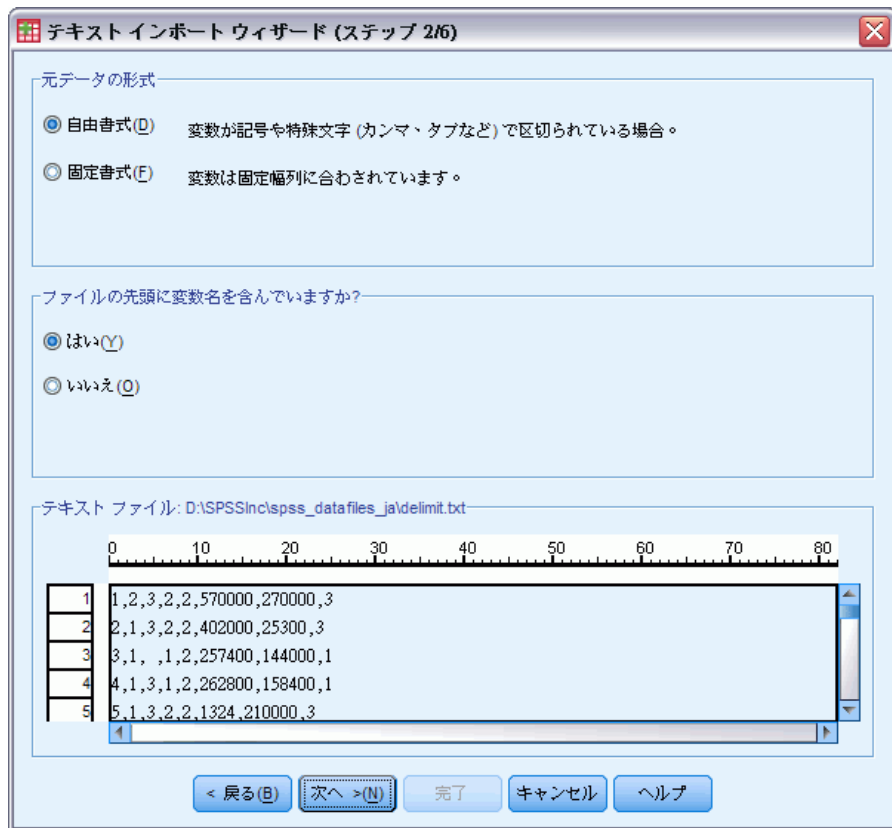 テキスト インポート ウィザード (ステップ 2/6)
元データの形式
自由書式(D) 変数が記号や特殊文字 (カンマ、タブなど) で区切られている場合。
固定書式(F) 変数は固定幅列に合わされています。
ファイルの先頭に変数名を含んでいますか?
はい(Y)
いいえ(O)
テキスト ファイル: D:\SPSSInc\spss_datafiles_ja\delimit.txt
0 10 20 30 40 50 60 70 80
1 1,2,3,2,2,570000,270000,3
2 2,1,3,2,2,402000,25300,3
3 3,1, ,1,2,257400,144000,1
4 4,1,3,1,2,262800,158400,1
5 5,1,3,2,2,1324,210000,3
< 戻る(B) 次へ >(N) 完了 キャンセル ヘルプ